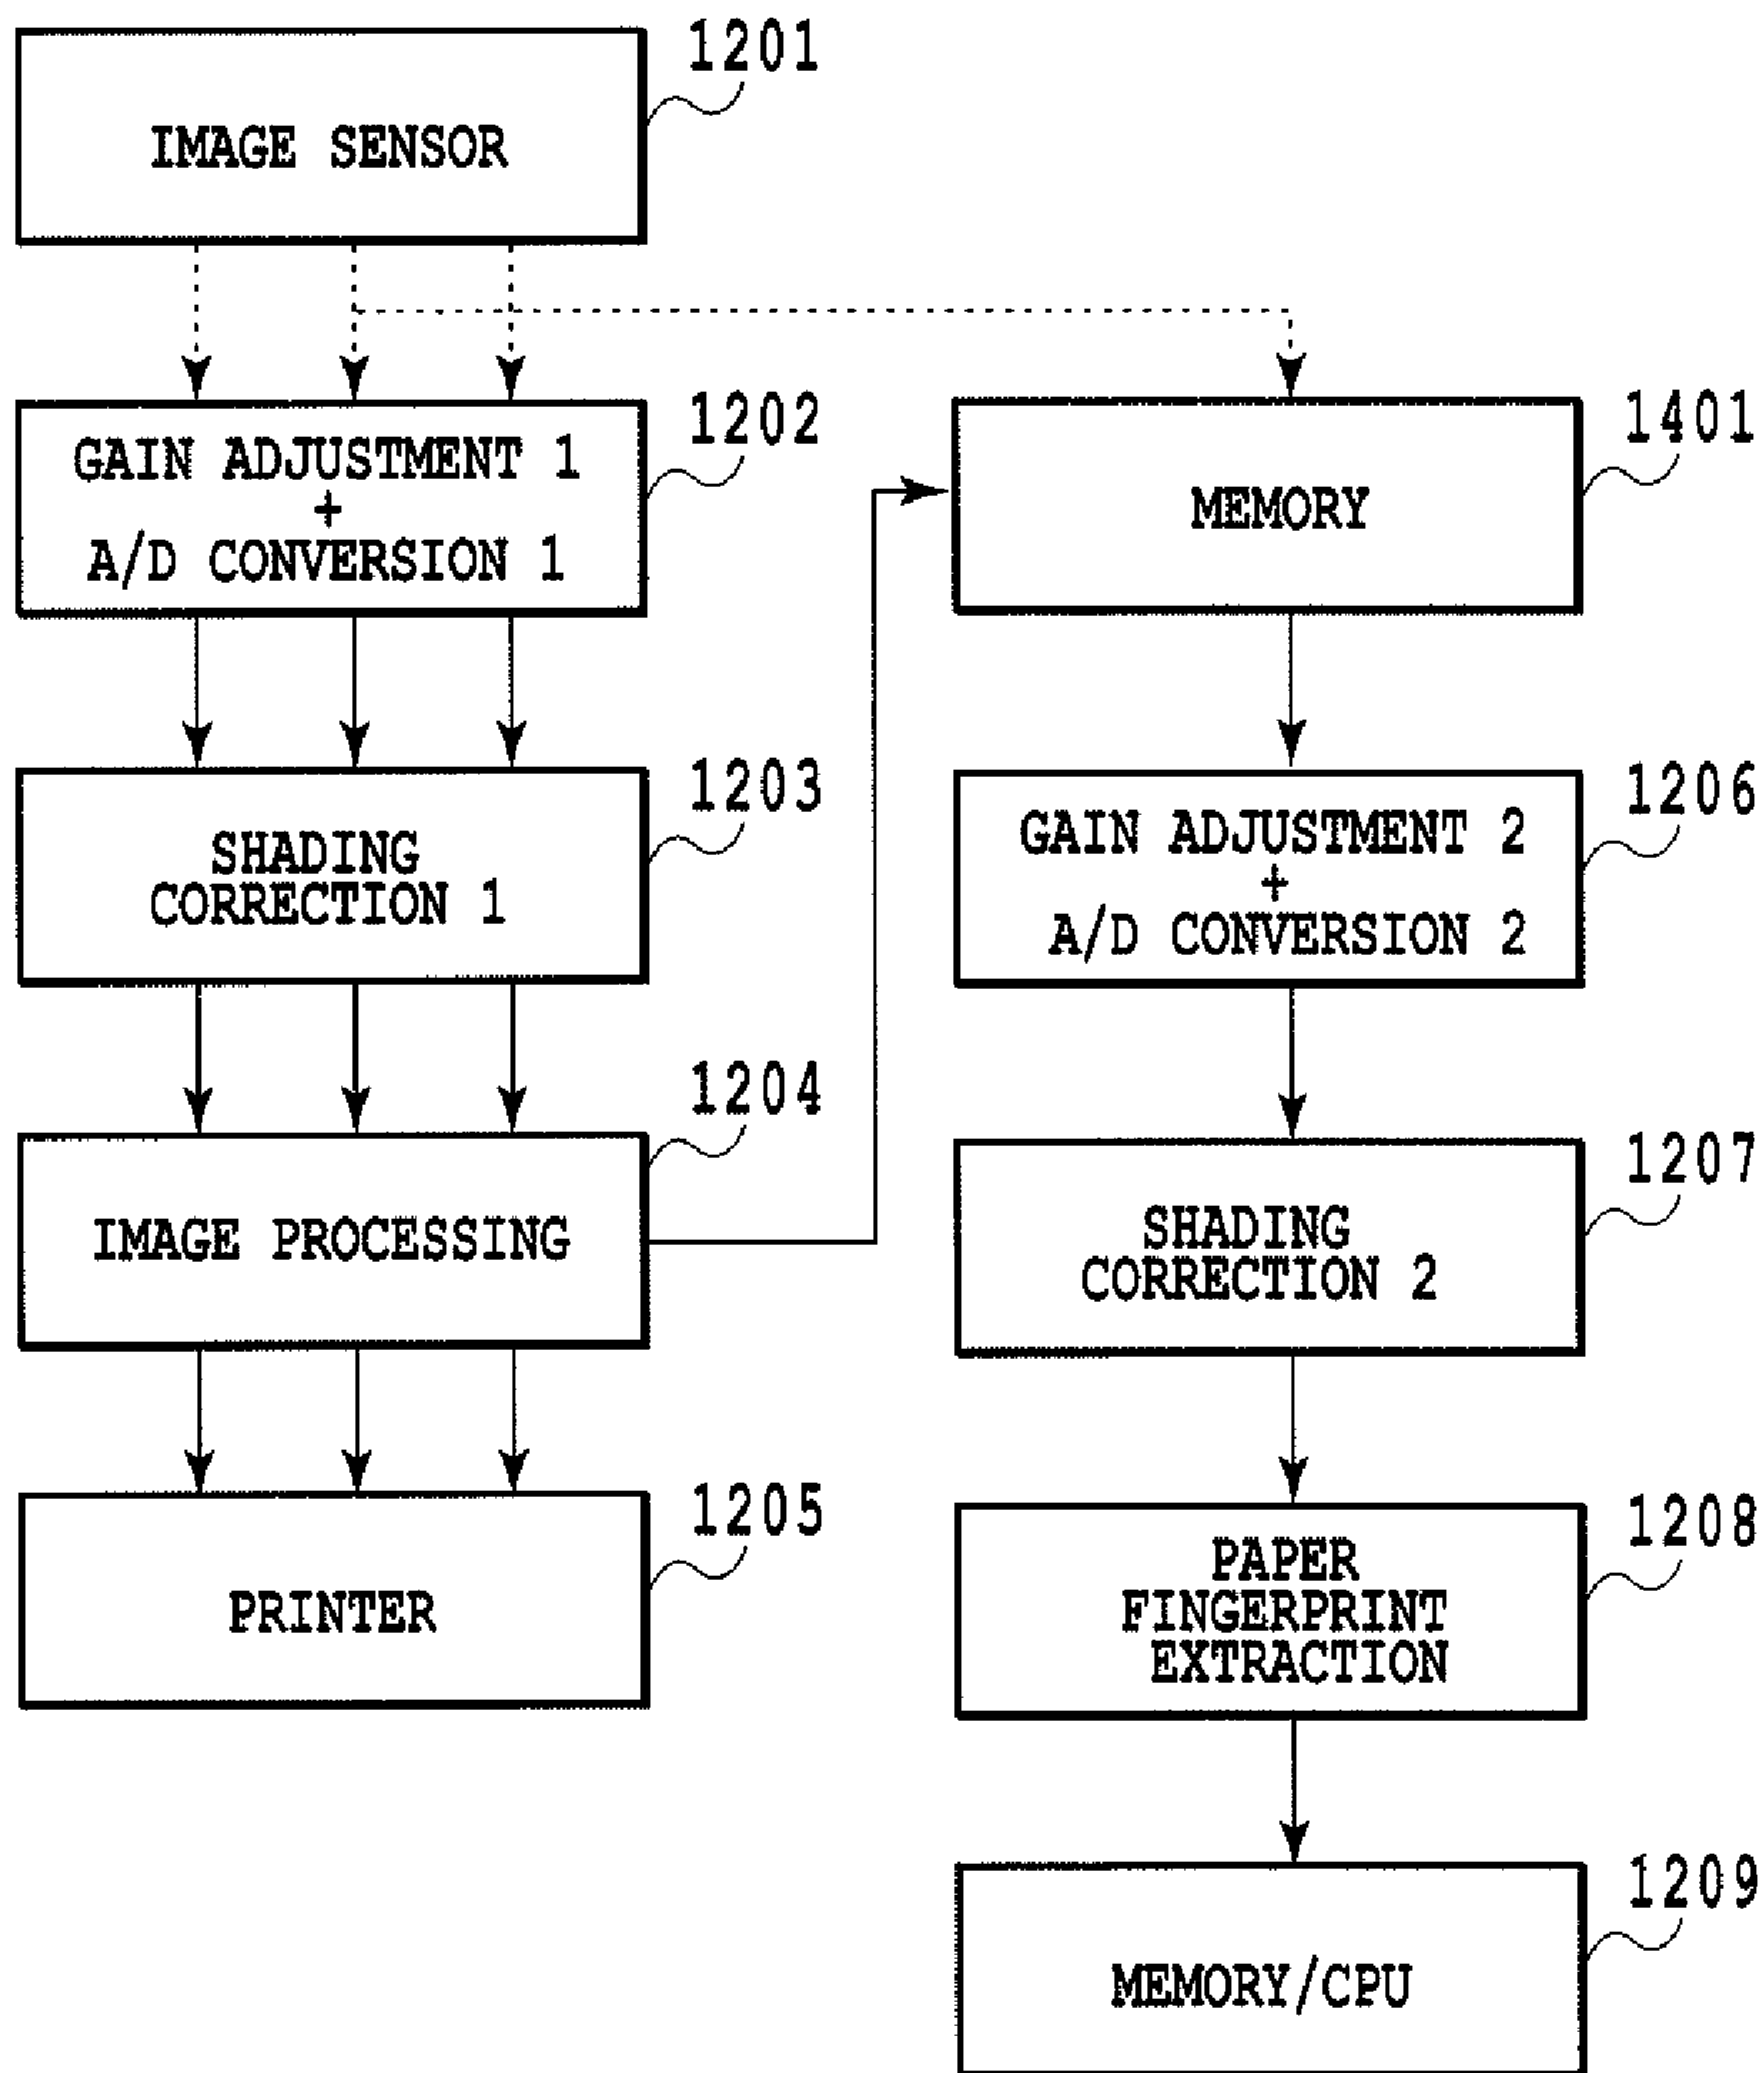 1201
IMAGE SENSOR
1202
GAIN ADJUSTMENT 1
+
A/D CONVERSION 1
1203
SHADING
CORRECTION 1
1204
IMAGE PROCESSING
1205
PRINTER
1401
MEMORY
1206
GAIN ADJUSTMENT 2
+
A/D CONVERSION 2
1207
SHADING
CORRECTION 2
1208
PAPER
FINGERPRINT
EXTRACTION
1209
MEMORY/CPU